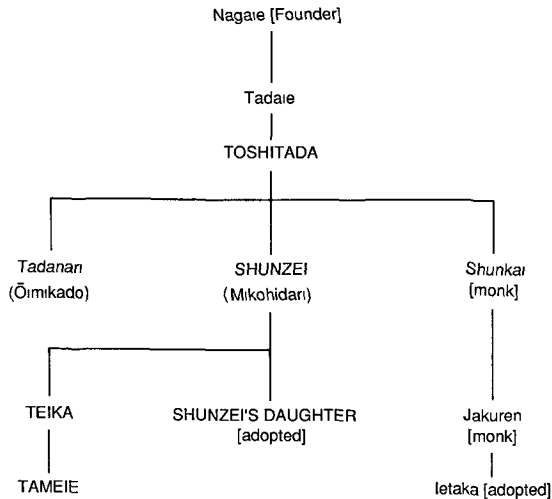 Nagaie [Founder]
Tadaie
TOSHITADA
Tadanari
(Ōimikado)
SHUNZEI
(Mikohidari)
Shunkai
[monk]
TEIKA
SHUNZEI'S DAUGHTER
[adopted]
Jakuren
[monk]
TAMEIE
Ietaka [adopted]